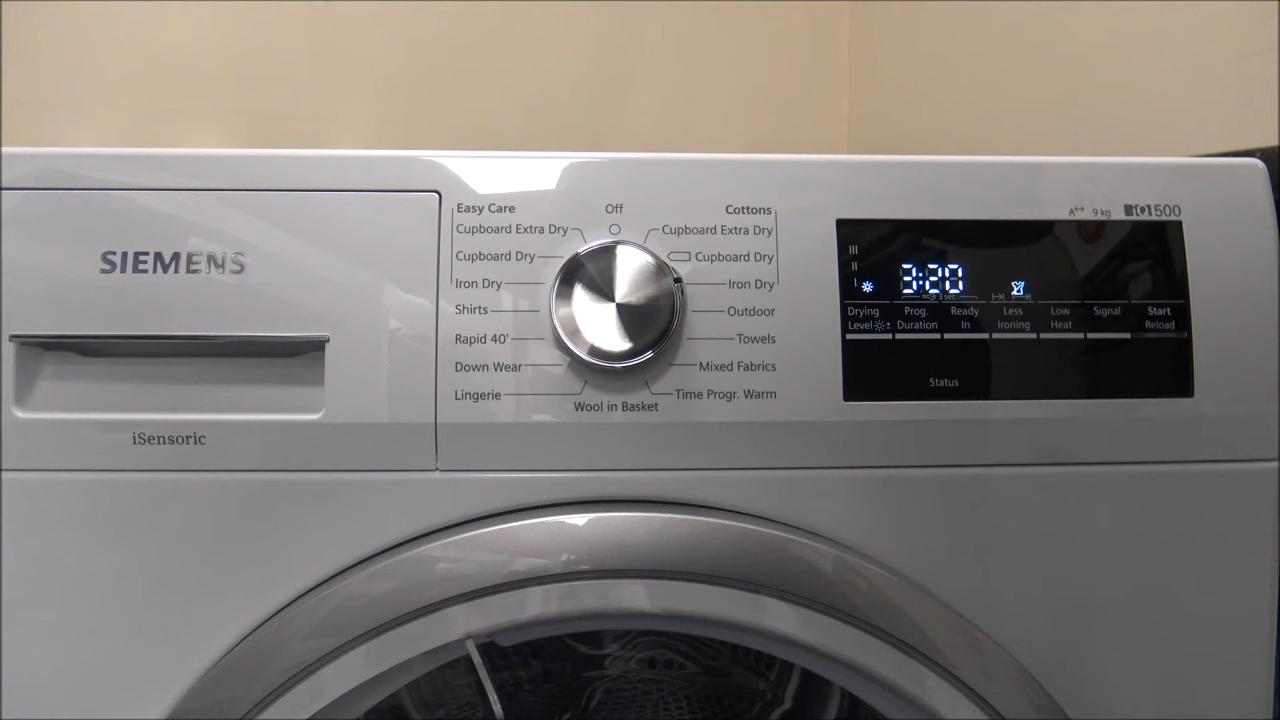 SIEMENS
iSensoric
Easy Care
Cupboard Extra Dry
Cupboard Dry
Iron Dry
Shirts
Rapid 40'
Down Wear
Lingerie
Off
Wool in Basket
Cottons
Cupboard Extra Dry
Cupboard Dry
Iron Dry
Outdoor
Towels
Mixed Fabrics
Time Progr. Warm
A++ 9 kg iQ500
III
II
I
3:20
3 sec.
Drying Level ±
Prog. Duration
Ready In
Less Ironing
Low Heat
Signal
Start
Reload
Status